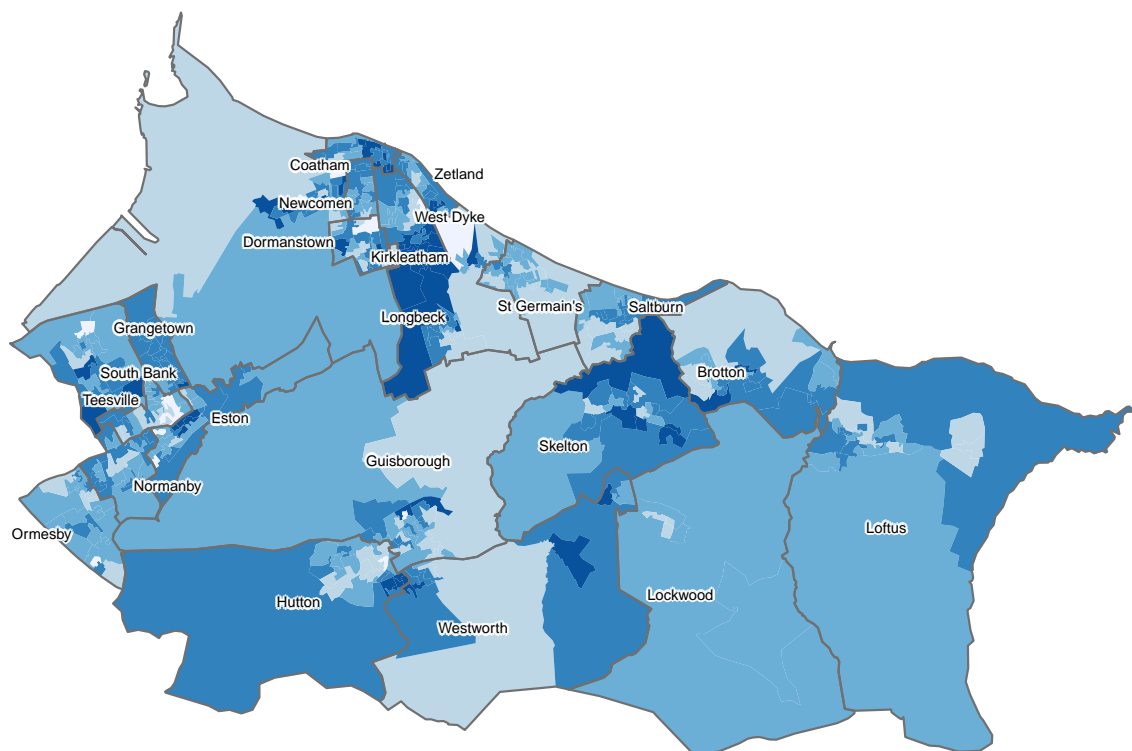 Coatham
Zetland
Newcomen
West Dyke
Dormanstown
Kirkleatham
St Germain's
Saltburn
Longbeck
Grangetown
South Bank
Brotton
Teesville
Eston
Skelton
Guisborough
Normanby
Loftus
Ormesby
Lockwood
Hutton
Westworth